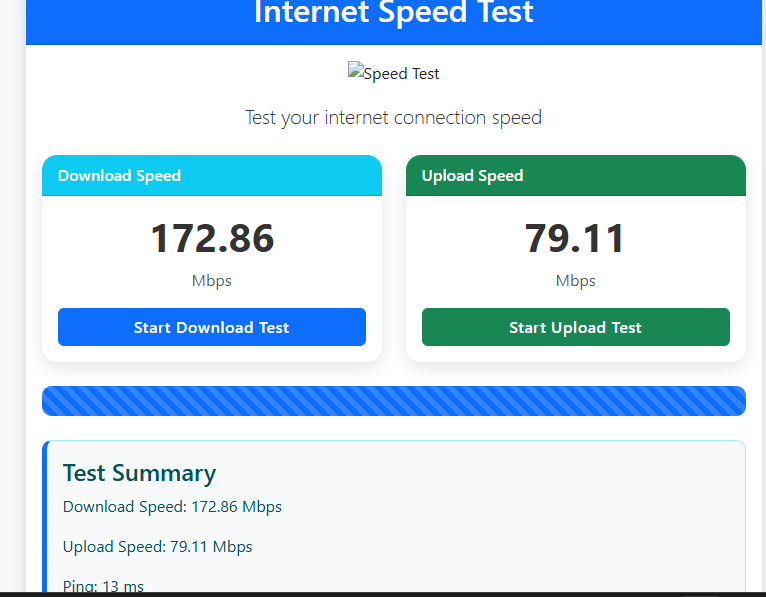 Internet Speed Test
Speed Test
Test your internet connection speed
Download Speed
172.86
Mbps
Start Download Test
Upload Speed
79.11
Mbps
Start Upload Test
Test Summary
Download Speed: 172.86 Mbps
Upload Speed: 79.11 Mbps
Ping: 13 ms